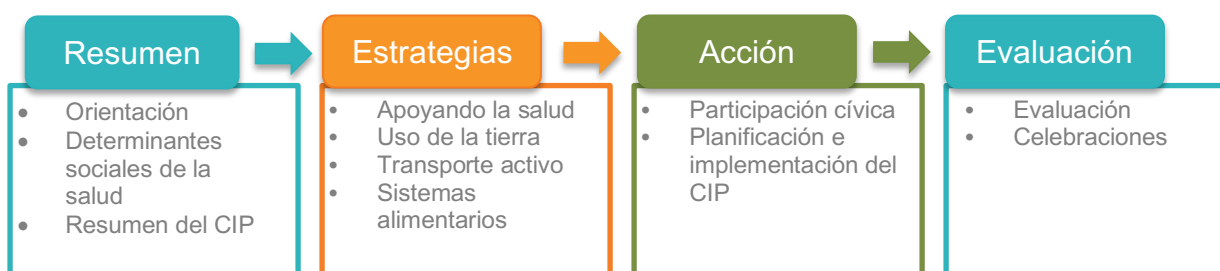 Resumen
• Orientación
• Determinantes
sociales de la
salud
• Resumen del CIP
Estrategias
• Apoyando la salud
• Uso de la tierra
• Transporte activo
• Sistemas
alimentarios
Acción
• Participación cívica
• Planificación e
implementación del
CIP
Evaluación
• Evaluación
• Celebraciones